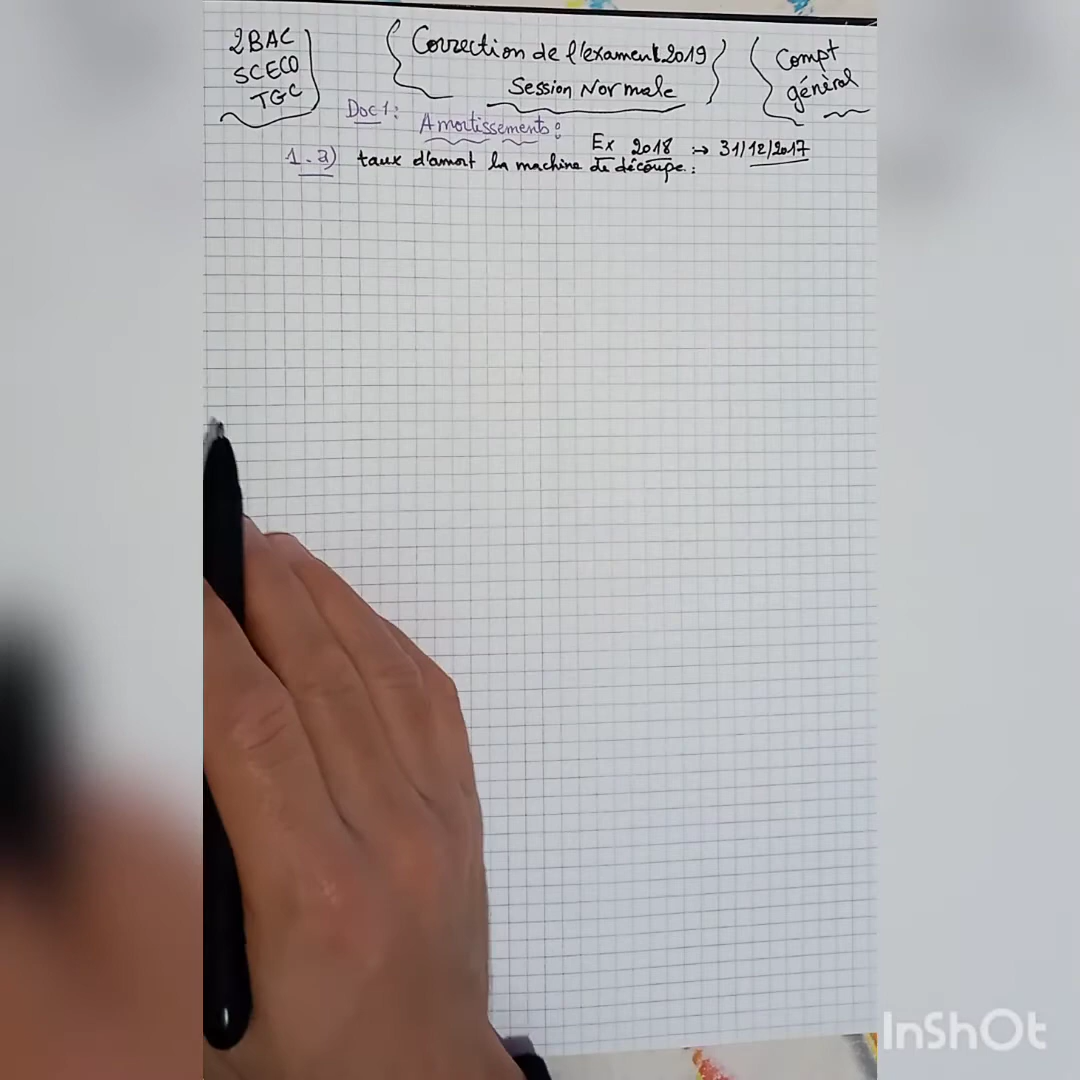 2BAC
SCECO
TGC
Correction de l'examen 2019
Session Normale
Compt
général
Doc 1:
Amortissements:
Ex 2018 → 31/12/2017
1-a) taux d'amort la machine de découpe:
InShOt